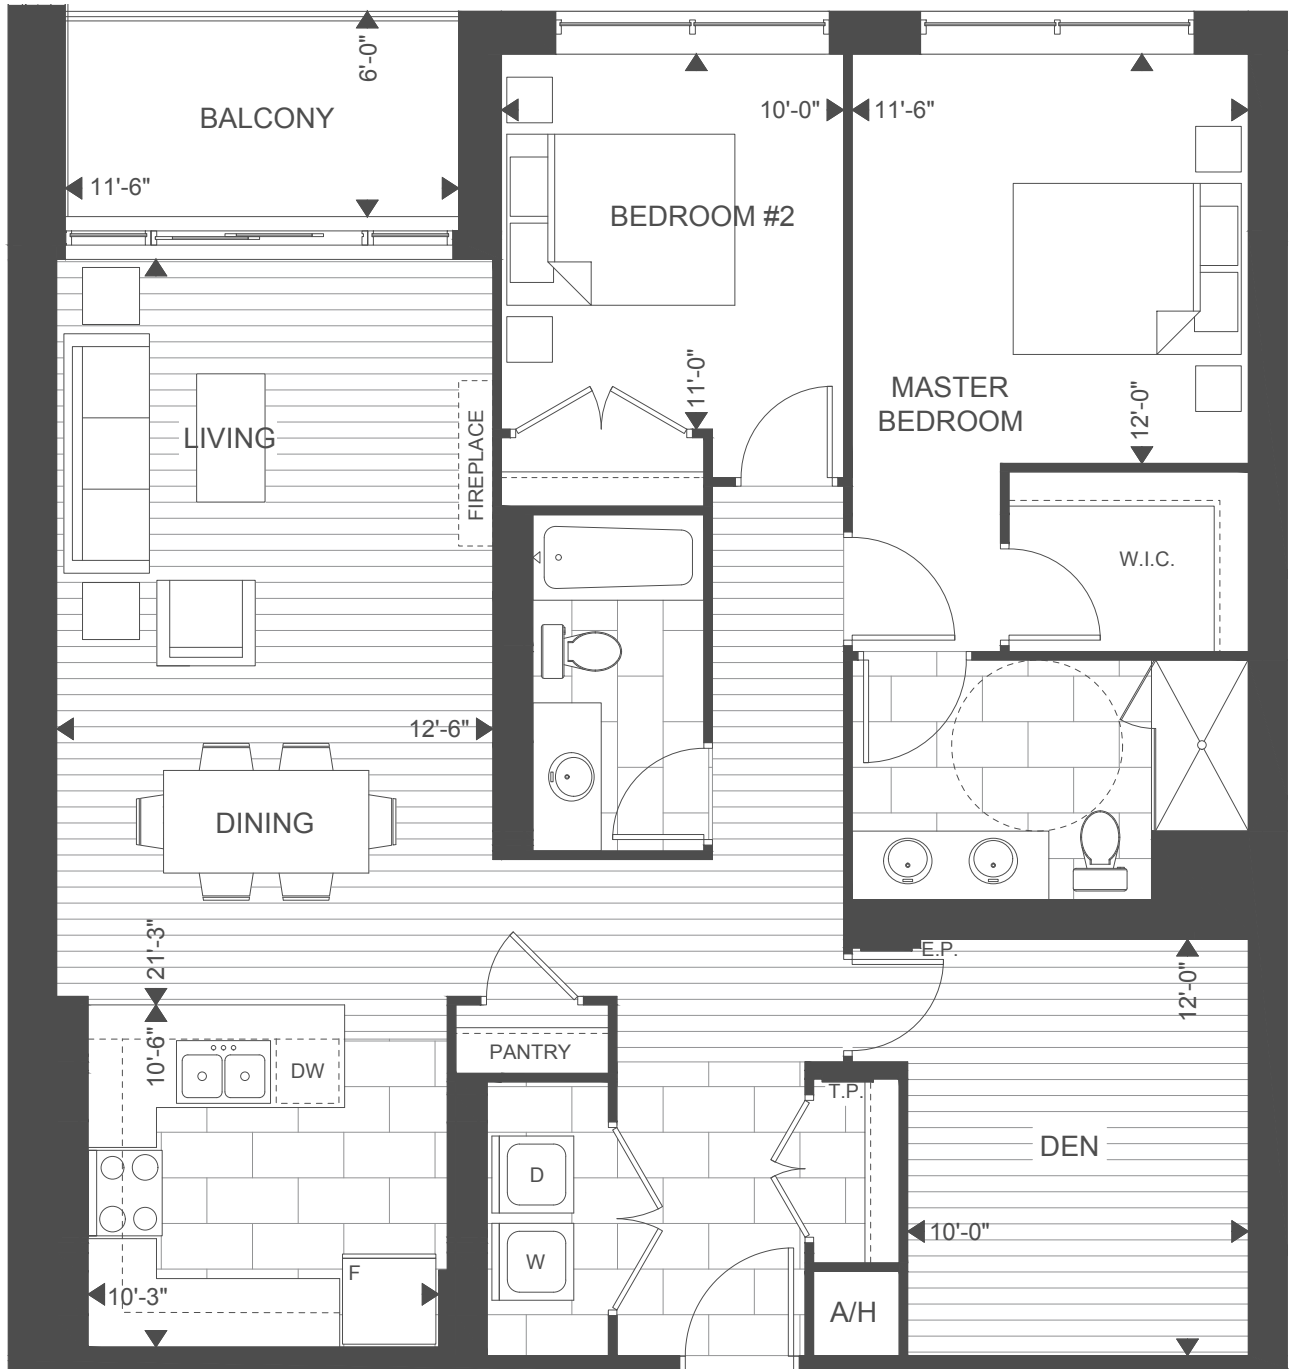 6'-0"
BALCONY
11'-6"
10'-0"
11'-6"
BEDROOM #2
11'-0"
MASTER
BEDROOM
12'-0"
LIVING
FIREPLACE
W.I.C.
12'-6"
DINING
21'-3"
E.P.
12'-0"
10'-6"
DW
PANTRY
T.P.
DEN
D
W
10'-0"
F
10'-3"
A/H